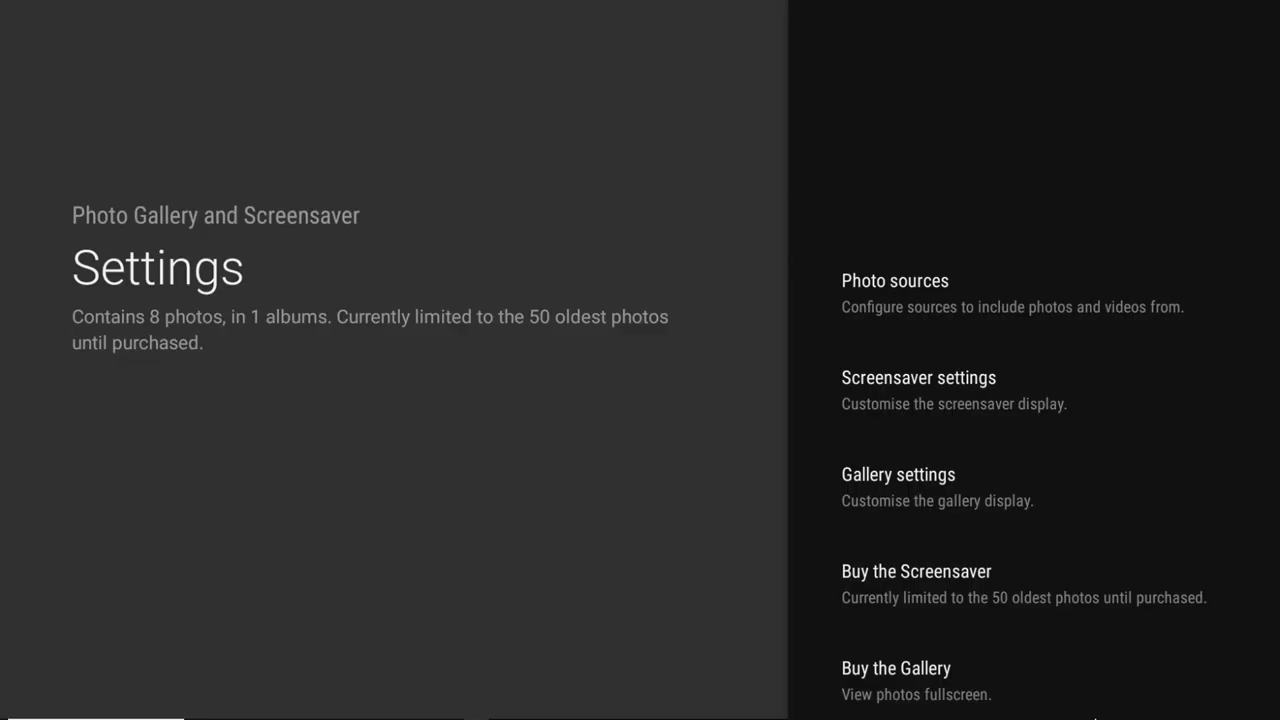 Photo Gallery and Screensaver
Settings
Contains 8 photos, in 1 albums. Currently limited to the 50 oldest photos
until purchased.
Photo sources
Configure sources to include photos and videos from.
Screensaver settings
Customise the screensaver display.
Gallery settings
Customise the gallery display.
Buy the Screensaver
Currently limited to the 50 oldest photos until purchased.
Buy the Gallery
View photos fullscreen.